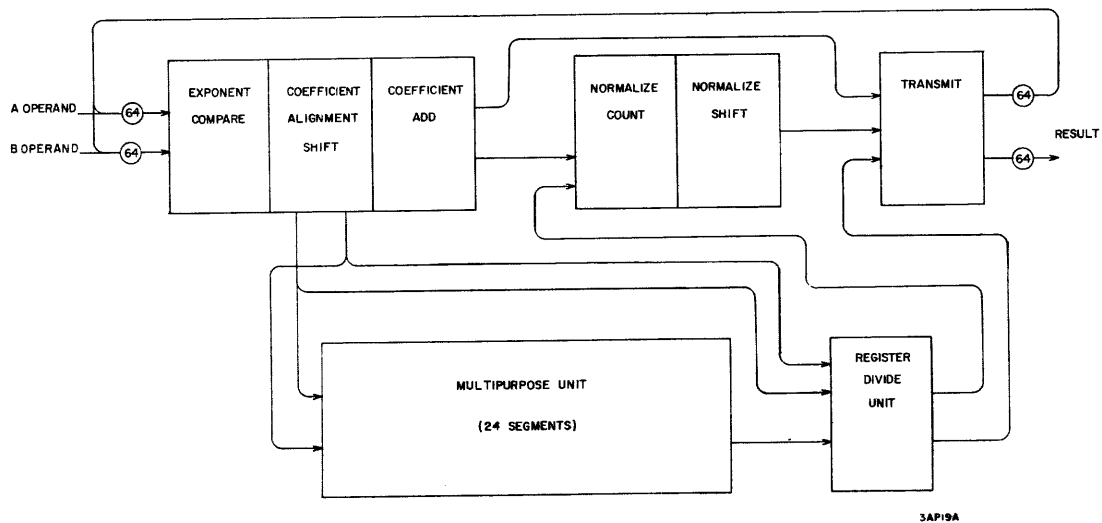 A OPERAND
B OPERAND
64
64
EXPONENT
COMPARE
COEFFICIENT
ALIGNMENT
SHIFT
COEFFICIENT
ADD
NORMALIZE
COUNT
NORMALIZE
SHIFT
TRANSMIT
64
64
RESULT
MULTIPURPOSE UNIT
(24 SEGMENTS)
REGISTER
DIVIDE
UNIT
3AP19A